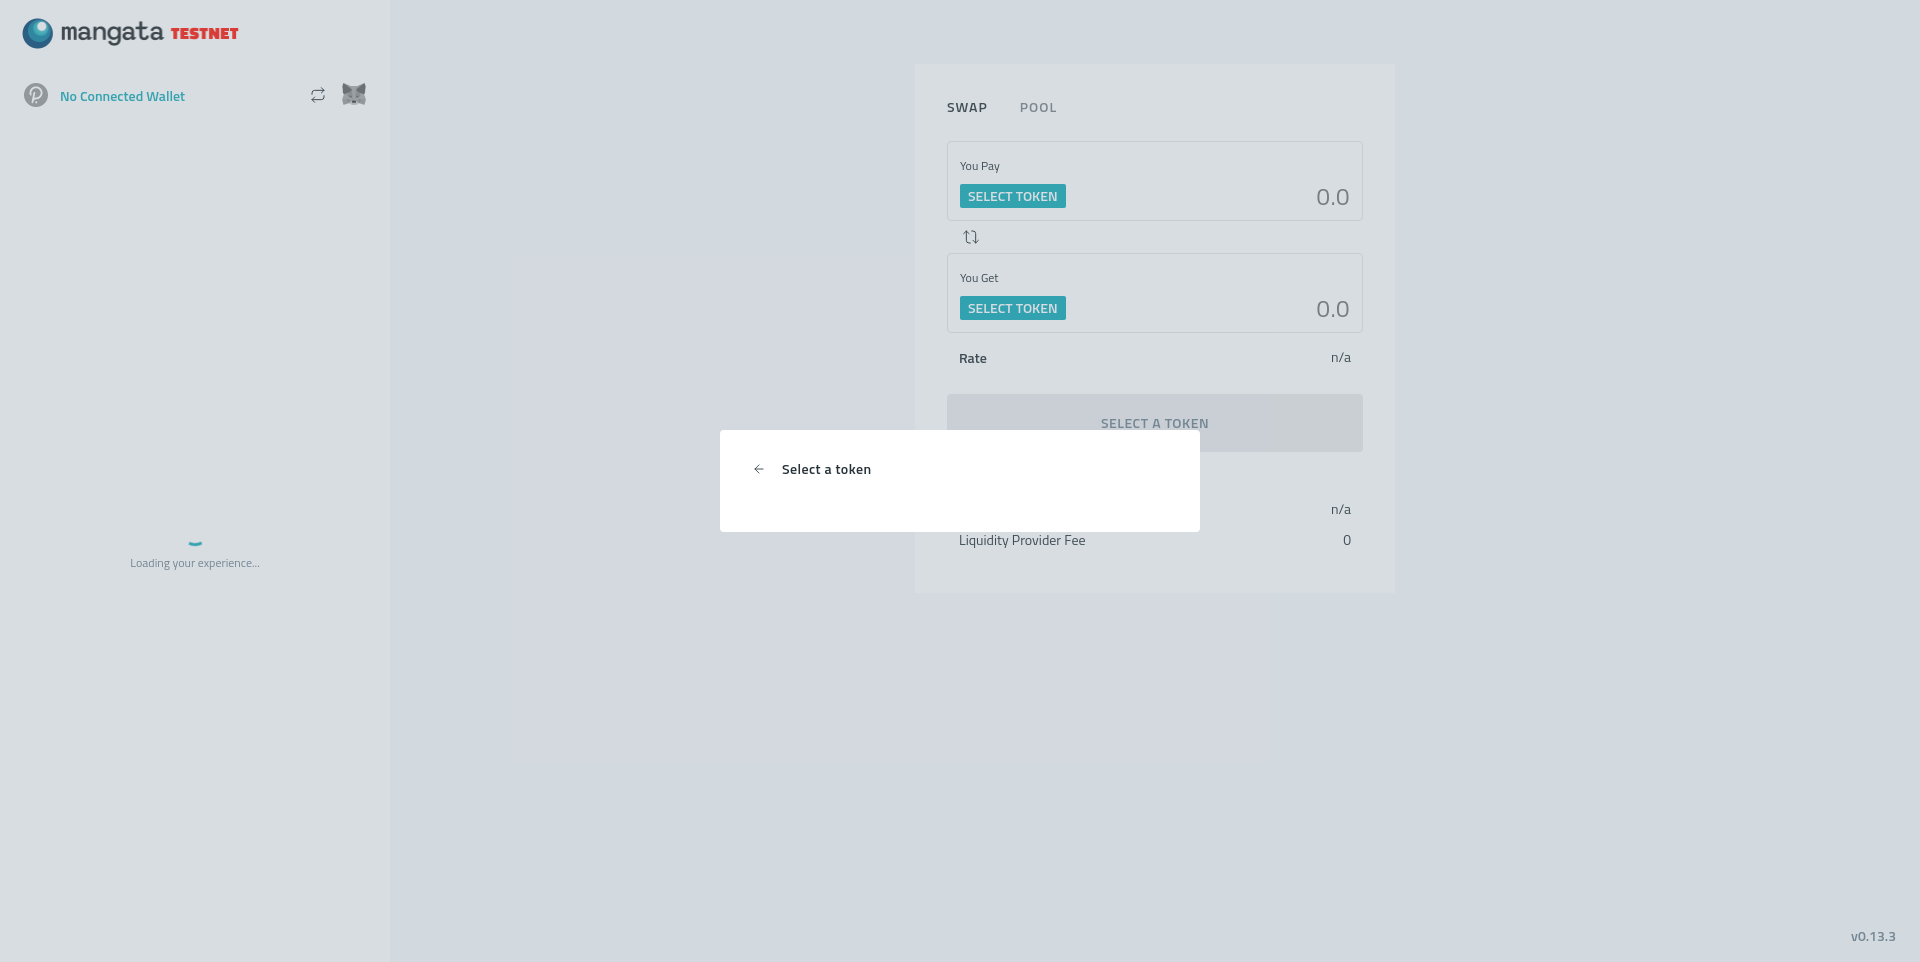 mangata TESTNET
No Connected Wallet
Loading your experience...
SWAP POOL
You Pay
SELECT TOKEN 0.0
You Get
SELECT TOKEN 0.0
Rate n/a
SELECT A TOKEN
Select a token
n/a
Liquidity Provider Fee 0
v0.13.3